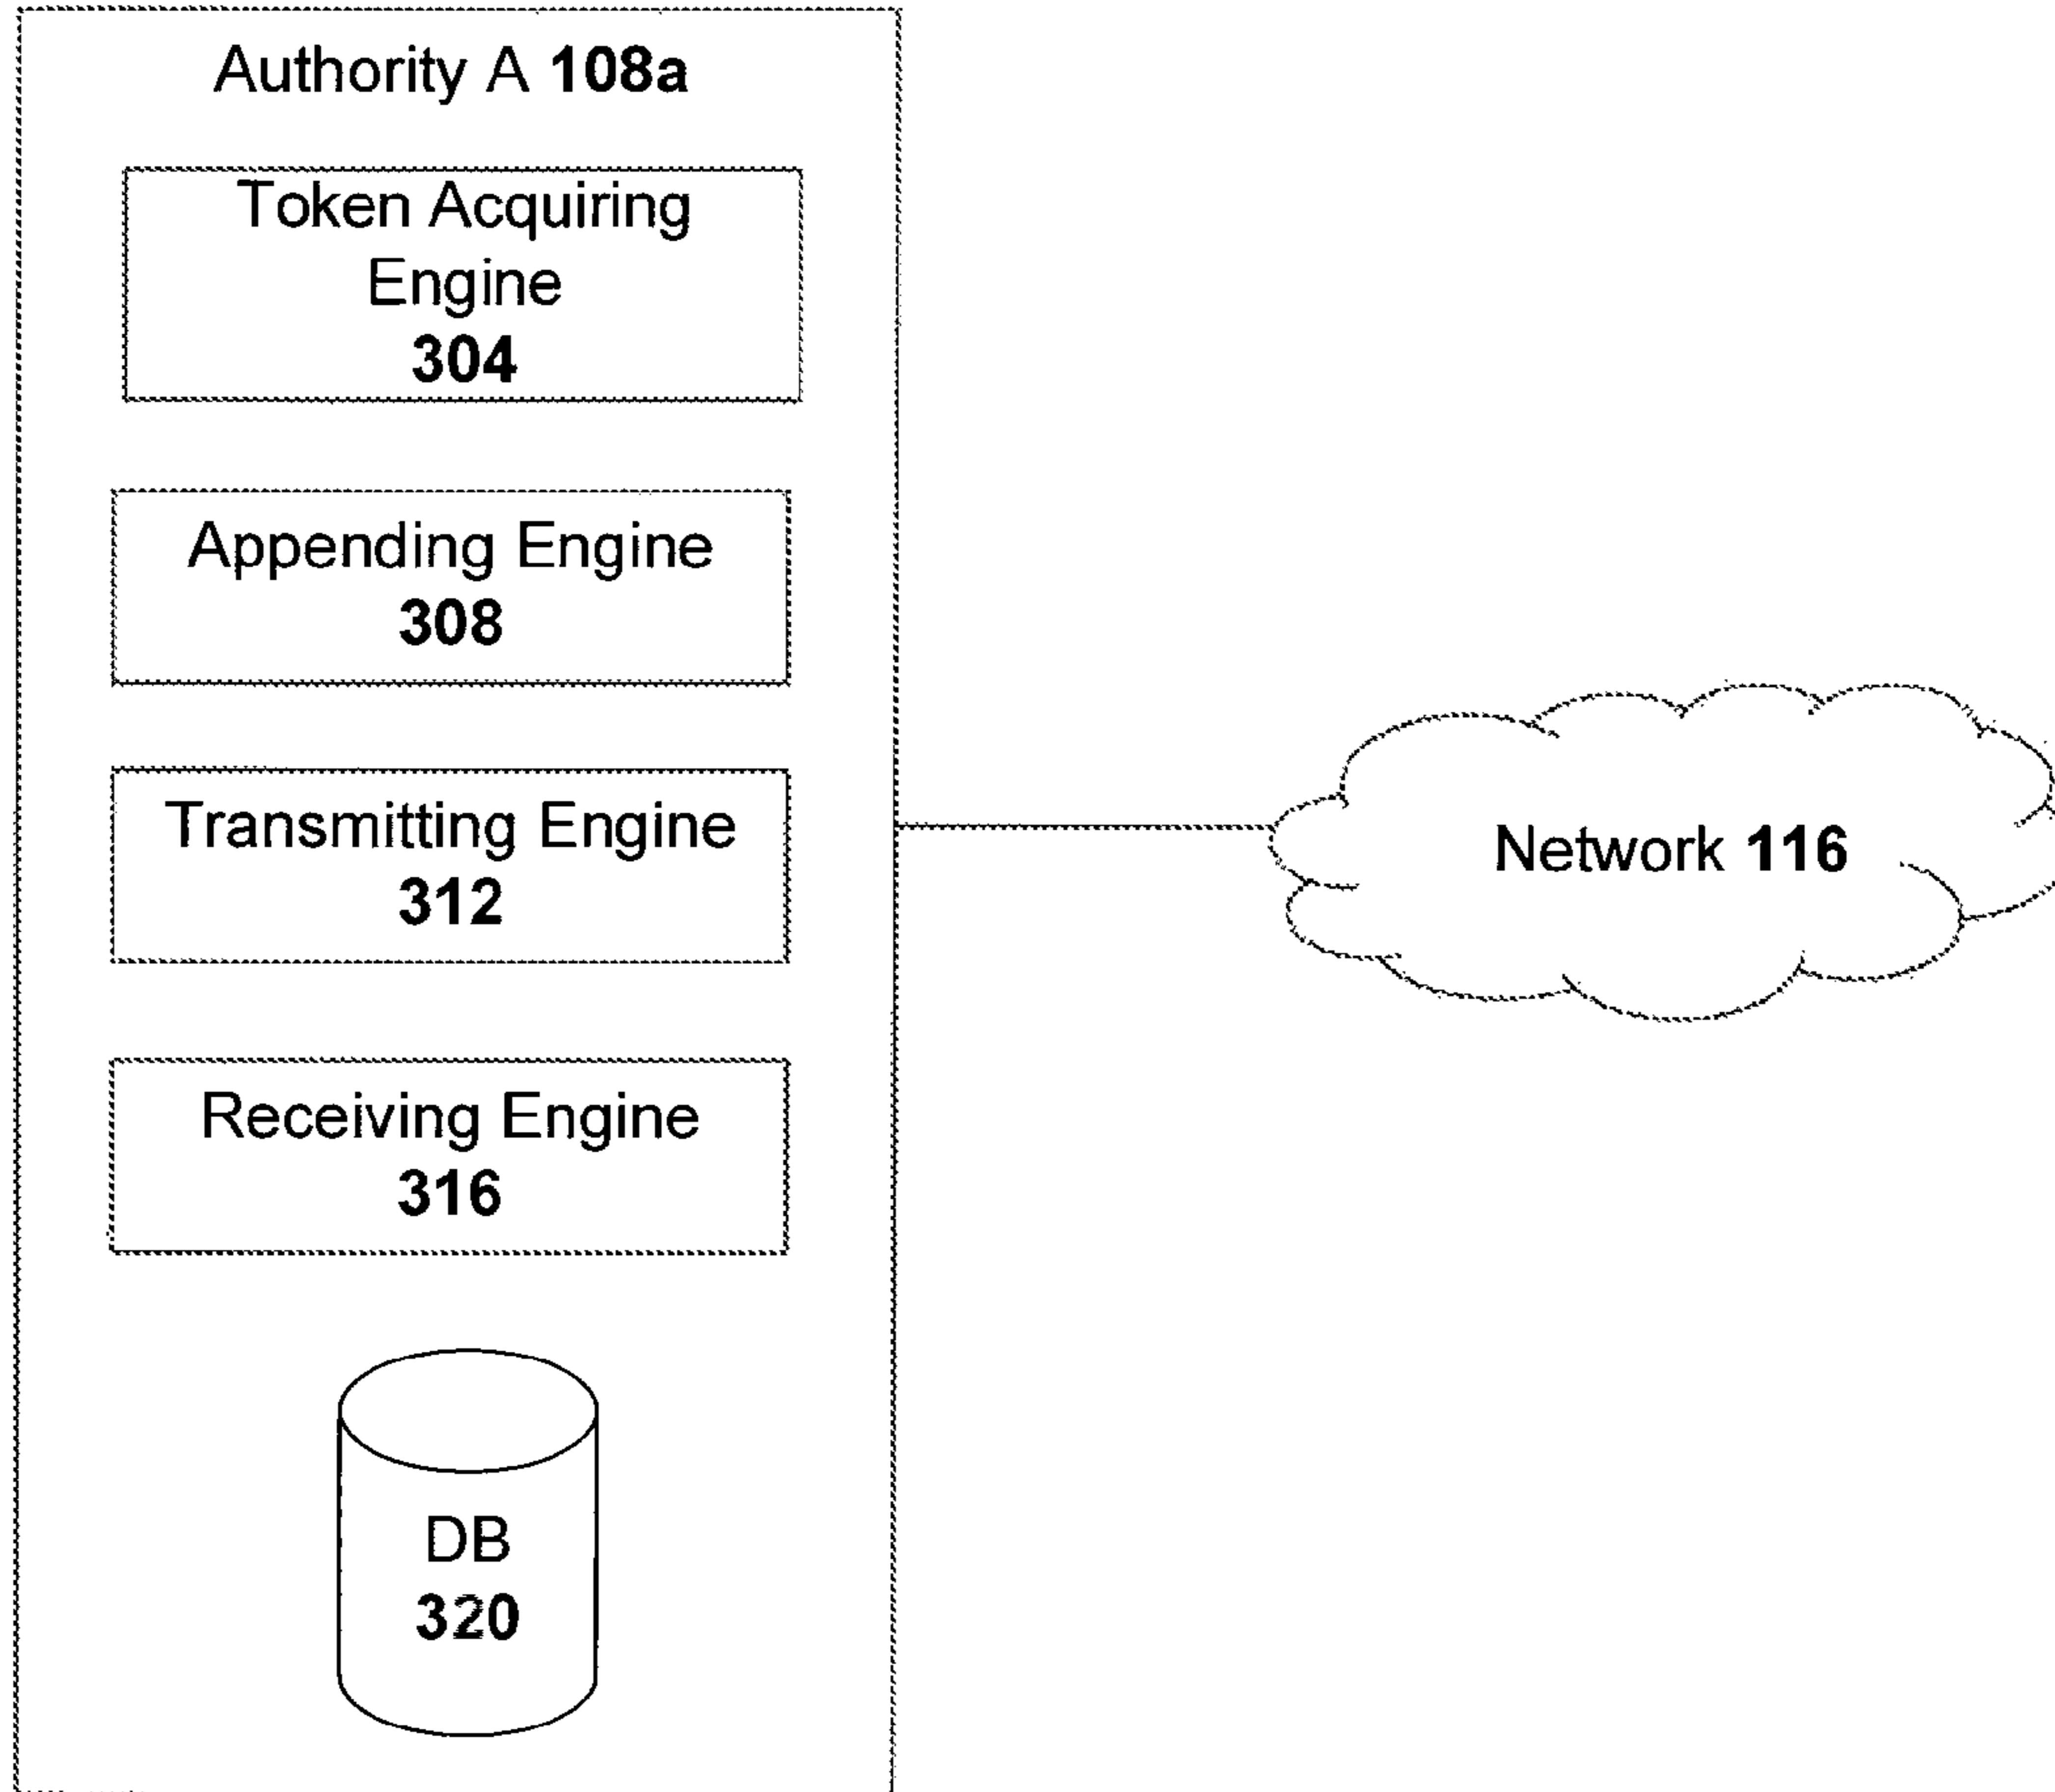 Authority A 108a
Token Acquiring
Engine
304
Appending Engine
308
Transmitting Engine
312
Network 116
Receiving Engine
316
DB
320